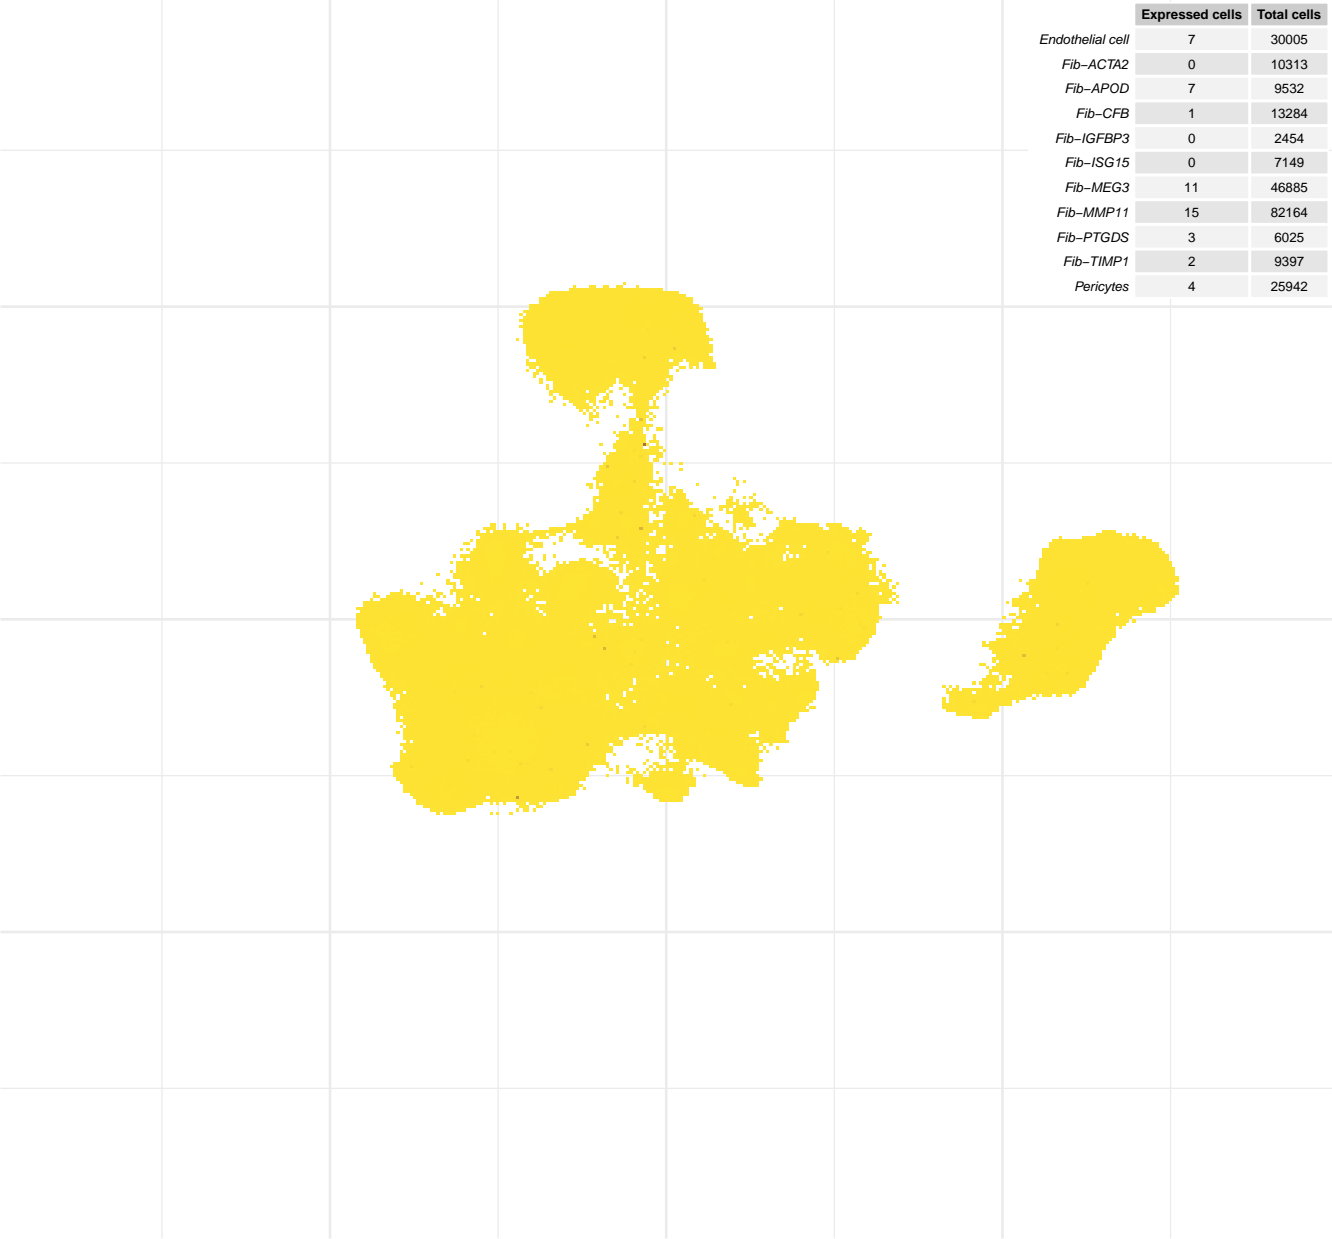 Expressed cells Total cells
Endothelial cell 7 30005
Fib−ACTA2 0 10313
Fib−APOD 7 9532
Fib−CFB 1 13284
Fib−IGFBP3 0 2454
Fib−ISG15 0 7149
Fib−MEG3 11 46885
Fib−MMP11 15 82164
Fib−PTGDS 3 6025
Fib−TIMP1 2 9397
Pericytes 4 25942